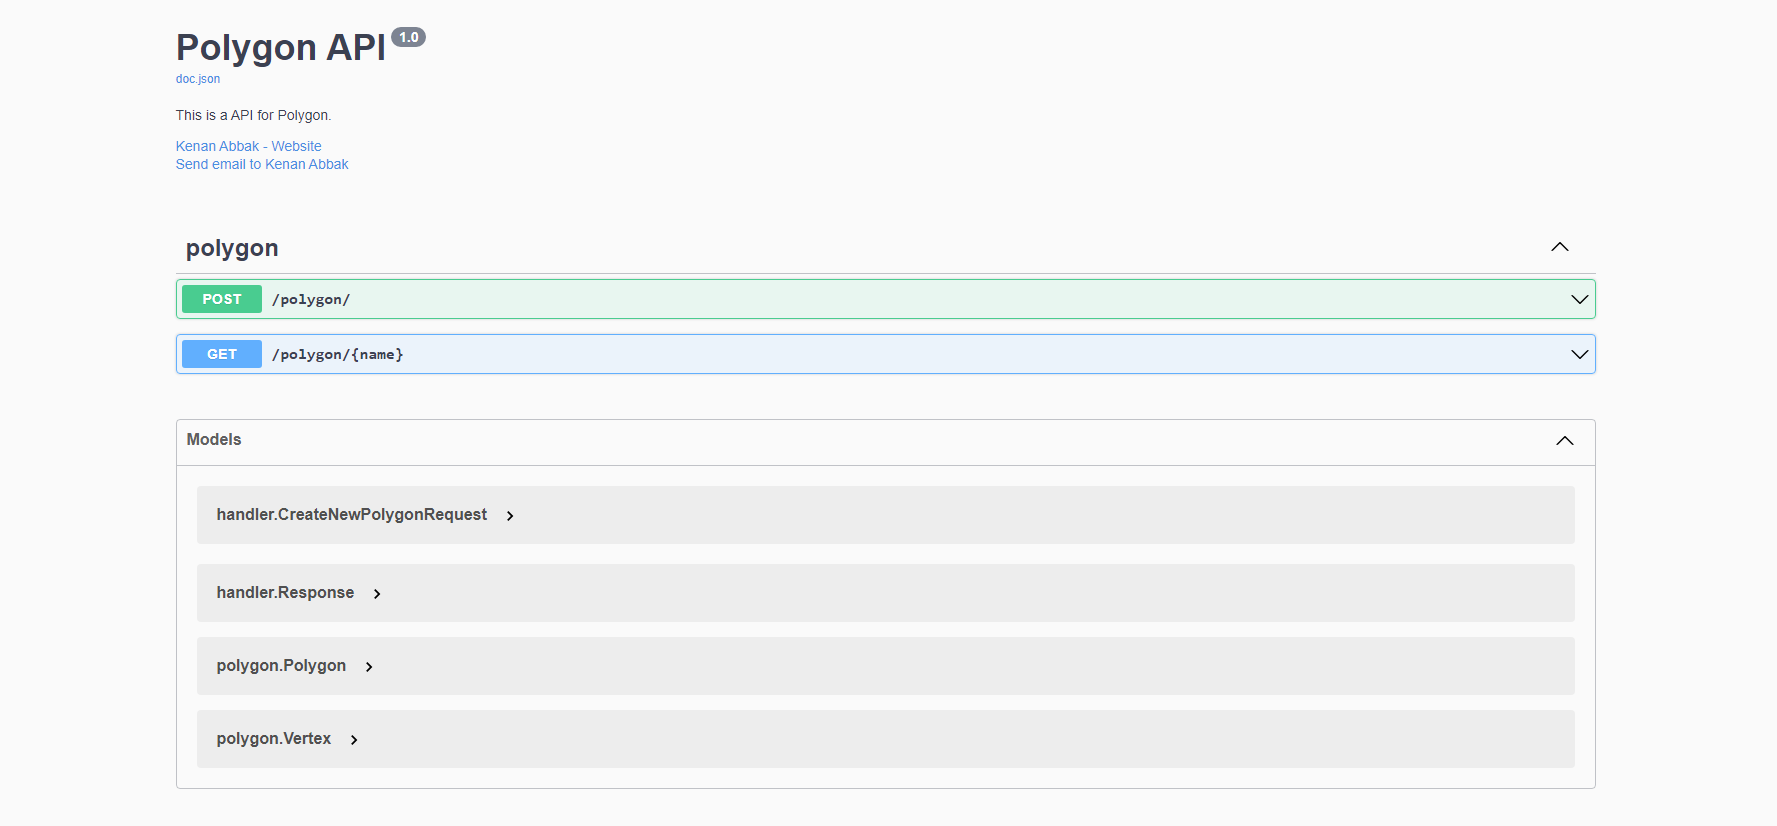 Polygon API 1.0
doc.json
This is a API for Polygon.
Kenan Abbak - Website
Send email to Kenan Abbak
polygon
POST /polygon/
GET /polygon/{name}
Models
handler.CreateNewPolygonRequest
handler.Response
polygon.Polygon
polygon.Vertex